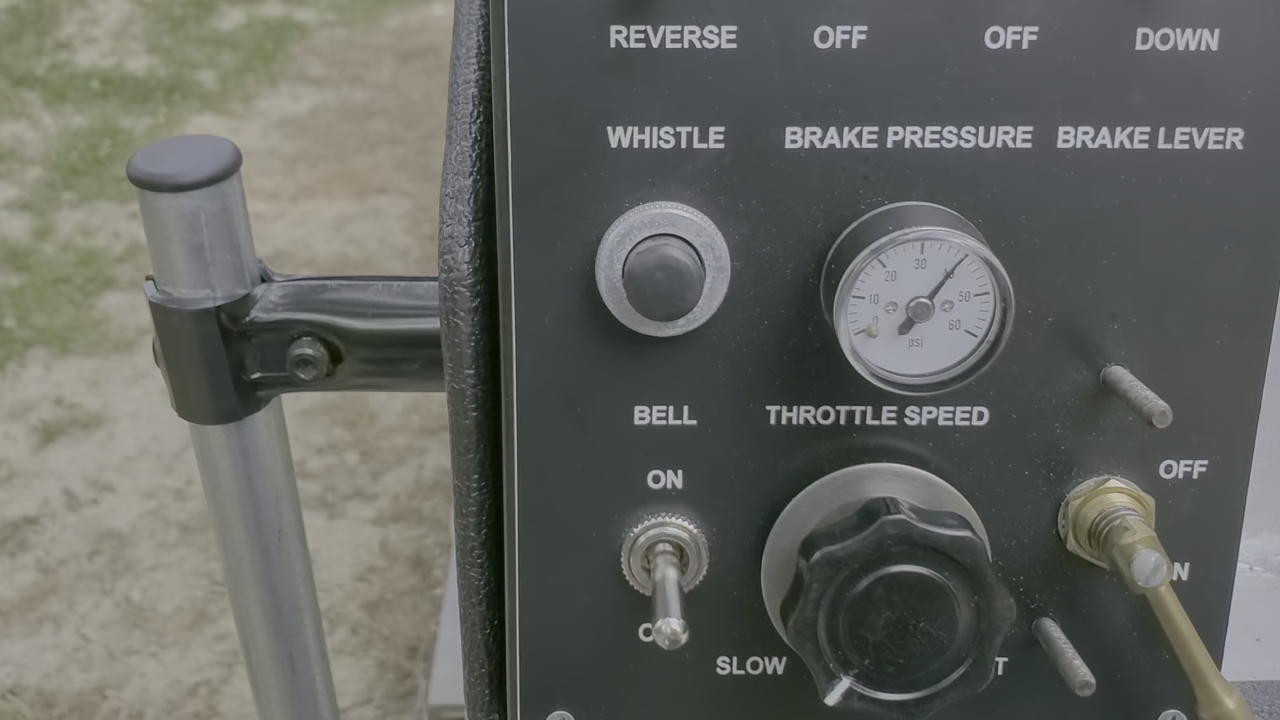 REVERSE OFF OFF DOWN
WHISTLE BRAKE PRESSURE BRAKE LEVER
30
20
10 50
0 60
psi
BELL THROTTLE SPEED
ON OFF
SLOW